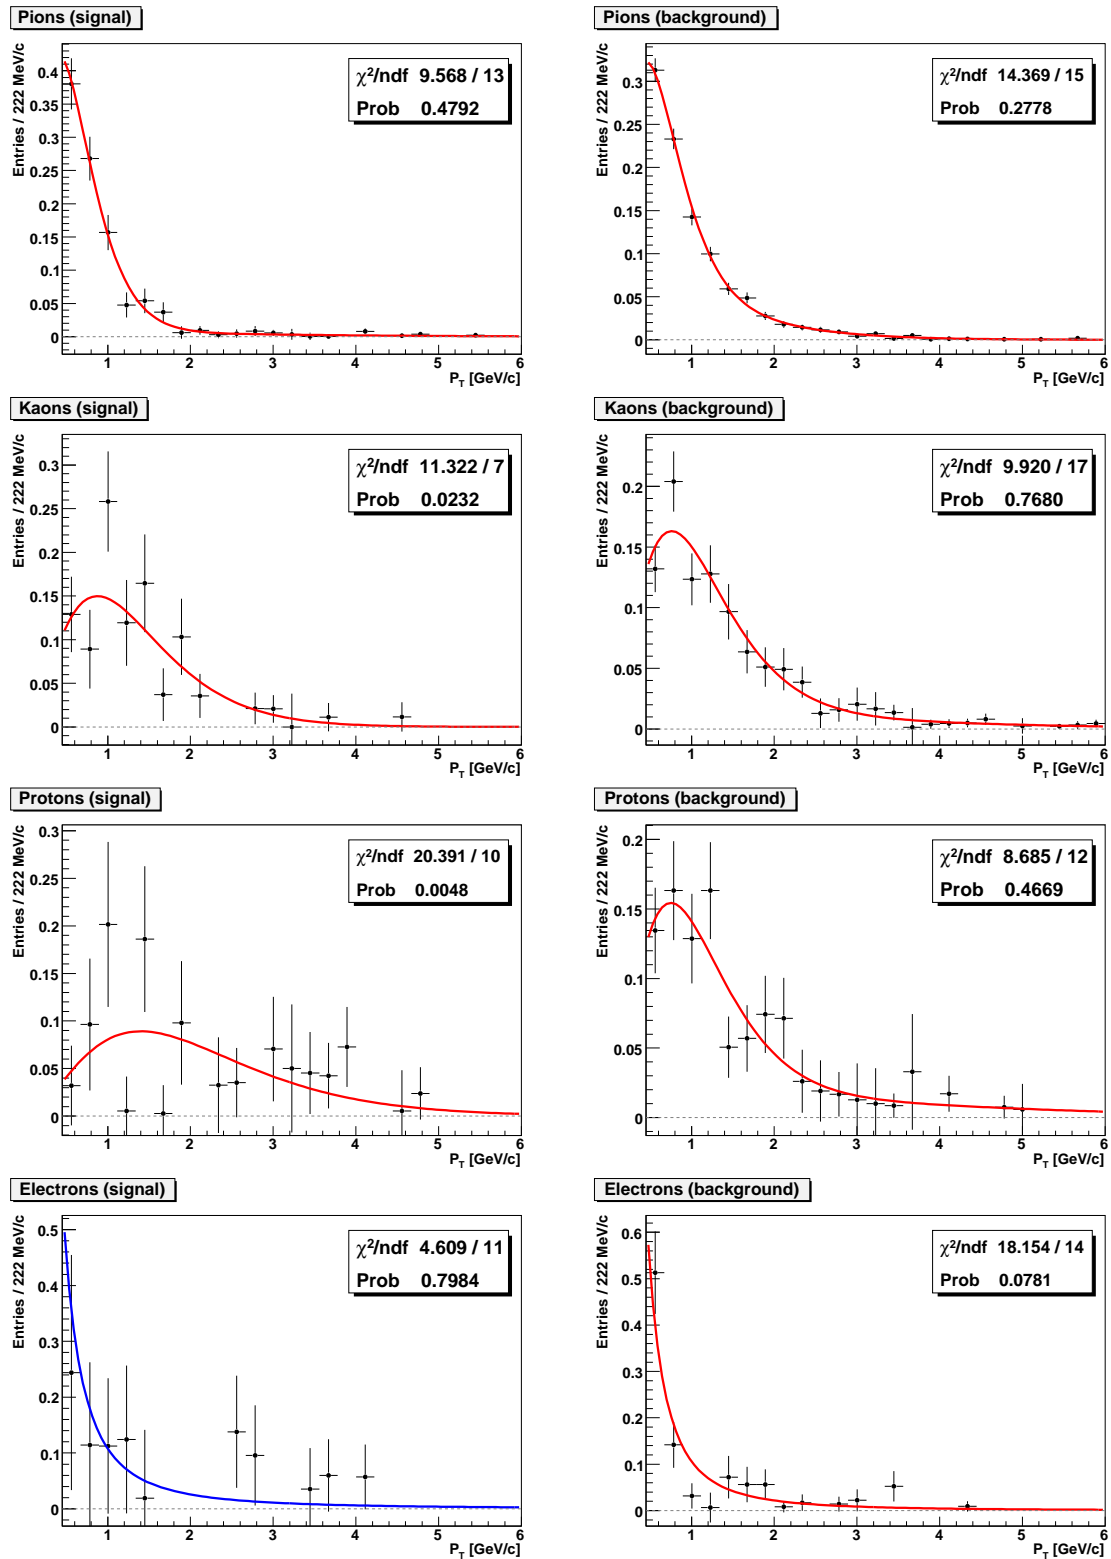 Pions (signal)
Entries / 222 MeV/c
χ²/ndf 9.568 / 13
Prob 0.4792
0.4
0.35
0.3
0.25
0.2
0.15
0.1
0.05
0
1 2 3 4 5 6
P_T [GeV/c]
Pions (background)
Entries / 222 MeV/c
χ²/ndf 14.369 / 15
Prob 0.2778
0.3
0.25
0.2
0.15
0.1
0.05
0
1 2 3 4 5 6
P_T [GeV/c]
Kaons (signal)
Entries / 222 MeV/c
χ²/ndf 11.322 / 7
Prob 0.0232
0.3
0.25
0.2
0.15
0.1
0.05
0
1 2 3 4 5 6
P_T [GeV/c]
Kaons (background)
Entries / 222 MeV/c
χ²/ndf 9.920 / 17
Prob 0.7680
0.2
0.15
0.1
0.05
0
1 2 3 4 5 6
P_T [GeV/c]
Protons (signal)
Entries / 222 MeV/c
χ²/ndf 20.391 / 10
Prob 0.0048
0.3
0.25
0.2
0.15
0.1
0.05
0
1 2 3 4 5 6
P_T [GeV/c]
Protons (background)
Entries / 222 MeV/c
χ²/ndf 8.685 / 12
Prob 0.4669
0.2
0.15
0.1
0.05
0
1 2 3 4 5 6
P_T [GeV/c]
Electrons (signal)
Entries / 222 MeV/c
χ²/ndf 4.609 / 11
Prob 0.7984
0.5
0.4
0.3
0.2
0.1
0
1 2 3 4 5 6
P_T [GeV/c]
Electrons (background)
Entries / 222 MeV/c
χ²/ndf 18.154 / 14
Prob 0.0781
0.6
0.5
0.4
0.3
0.2
0.1
0
1 2 3 4 5 6
P_T [GeV/c]